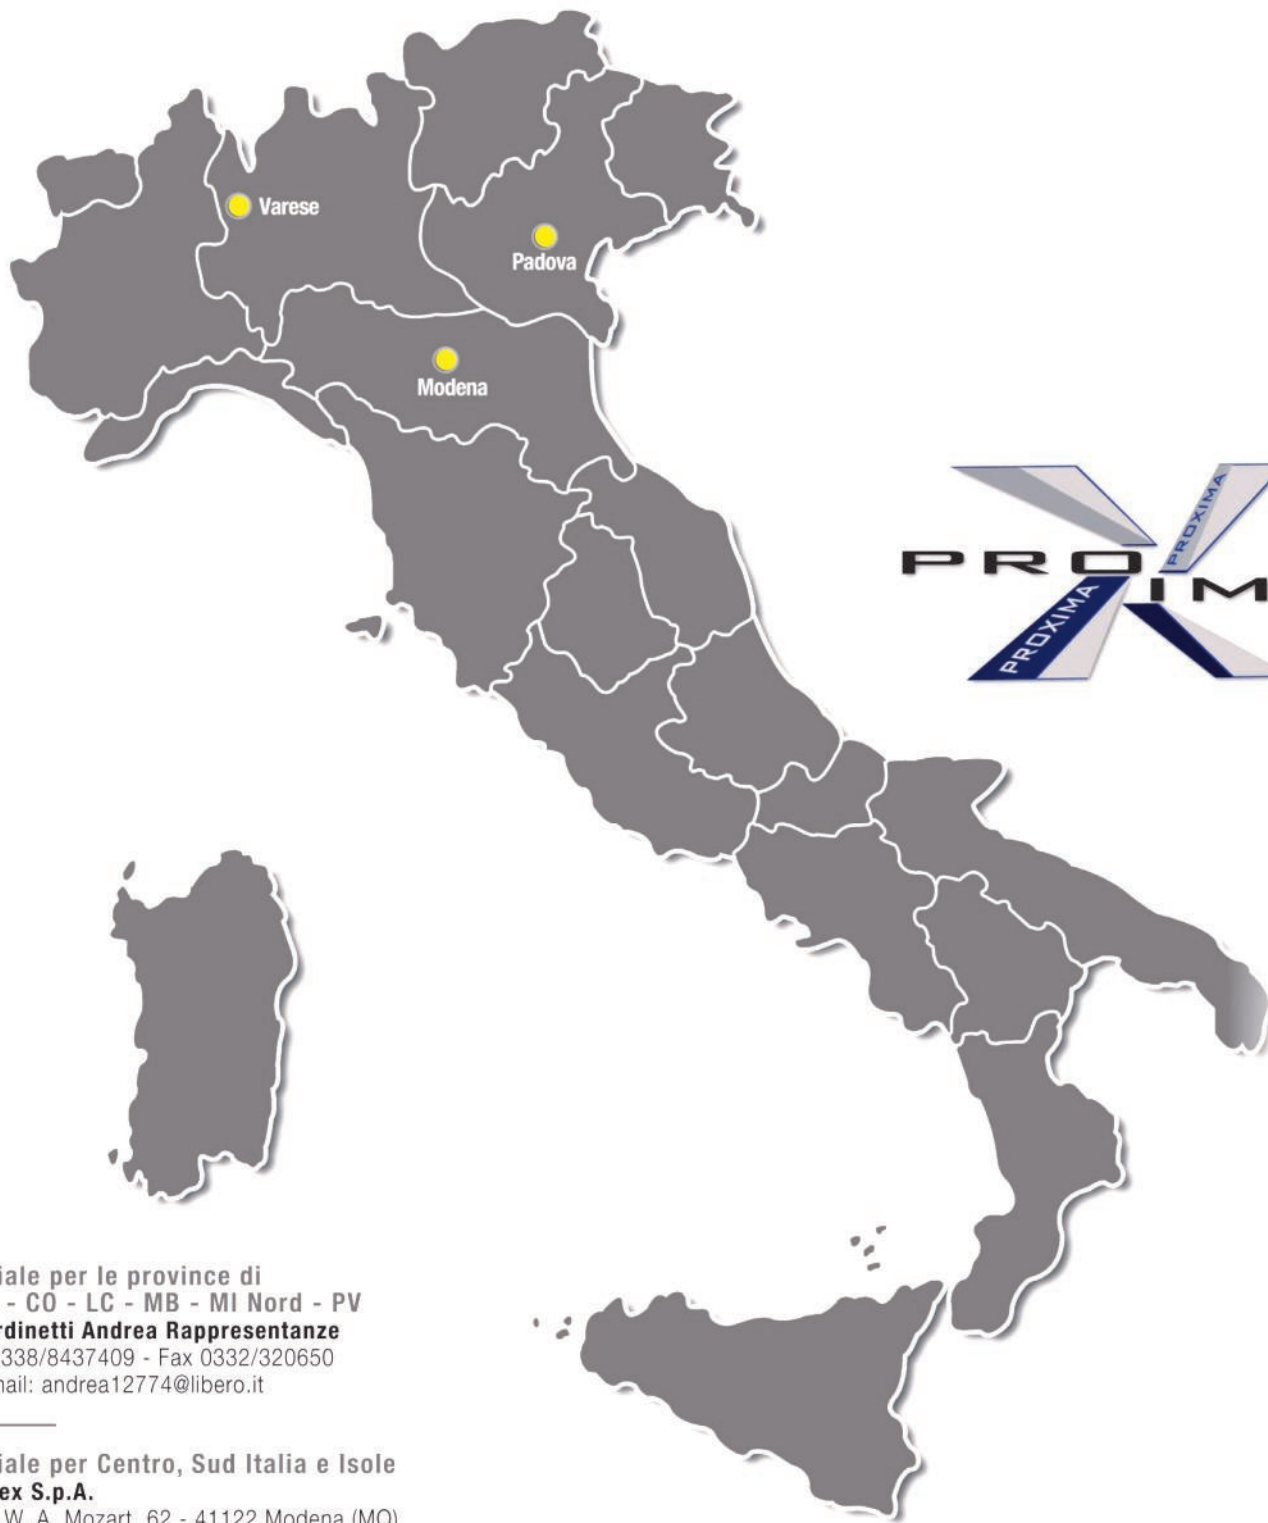 Varese
Padova
Modena
PRO IM
PROXIMA
PROXIMA
iale per le province di
- CO - LC - MB - MI Nord - PV
rdinetti Andrea Rappresentanze
338/8437409 - Fax 0332/320650
nail: andrea12774@libero.it
iale per Centro, Sud Italia e Isole
ex S.p.A.
W. A. Mozart, 62 - 41122 Modena (MO)